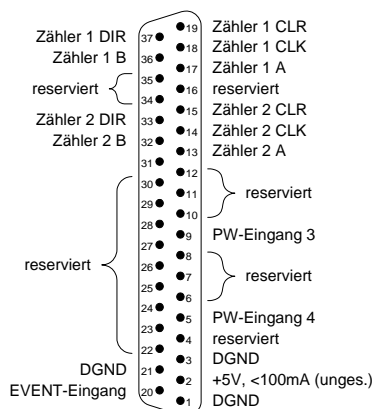 Zähler 1 DIR 37 19 Zähler 1 CLR
Zähler 1 B 36 18 Zähler 1 CLK
35 17 Zähler 1 A
reserviert
34 16 reserviert
Zähler 2 DIR 33 15 Zähler 2 CLR
Zähler 2 B 32 14 Zähler 2 CLK
31 13 Zähler 2 A
30 12
29 11 reserviert
28 10
27 9 PW-Eingang 3
reserviert 26 8
25 7 reserviert
24 6
23 5 PW-Eingang 4
22 4 reserviert
DGND 21 3 DGND
EVENT-Eingang 20 2 +5V, <100mA (unges.)
1 DGND